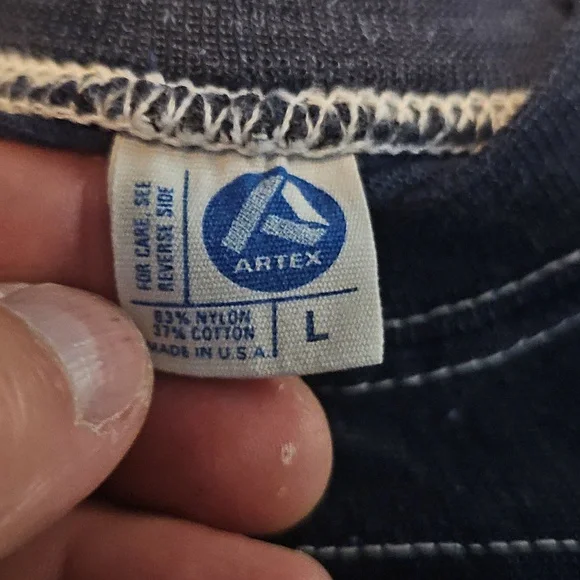 FOR CARE, SEE
REVERSE SIDE
ARTEX
63% NYLON
37% COTTON
MADE IN U.S.A.
L